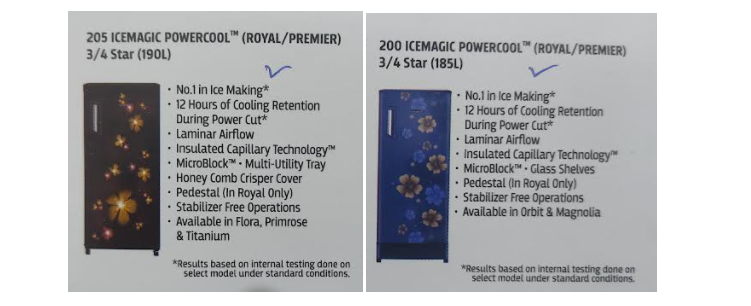 205 ICEMAGIC POWERCOOL™ (ROYAL/PREMIER)
3/4 Star (190L)
• No.1 in Ice Making*
• 12 Hours of Cooling Retention
During Power Cut*
• Laminar Airflow
• Insulated Capillary Technology™
• MicroBlock™ • Multi-Utility Tray
• Honey Comb Crisper Cover
• Pedestal (In Royal Only)
• Stabilizer Free Operations
• Available in Flora, Primrose
& Titanium
*Results based on internal testing done on
select model under standard conditions.
200 ICEMAGIC POWERCOOL™ (ROYAL/PREMIER)
3/4 Star (185L)
• No.1 in Ice Making*
• 12 Hours of Cooling Retention
During Power Cut*
• Laminar Airflow
• Insulated Capillary Technology™
• MicroBlock™ • Glass Shelves
• Pedestal (In Royal Only)
• Stabilizer Free Operations
• Available in Orbit & Magnolia
*Results based on internal testing done on
select model under standard conditions.